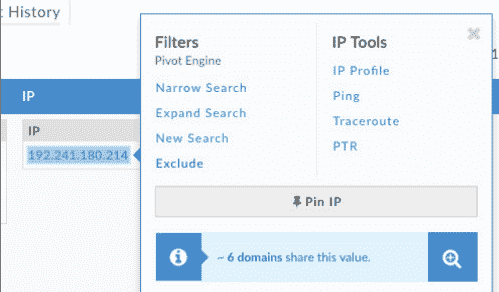 t History
IP
IP
192.241.180.214
Filters
Pivot Engine
Narrow Search
Expand Search
New Search
Exclude
IP Tools
IP Profile
Ping
Traceroute
PTR
1
Pin IP
~ 6 domains share this value.